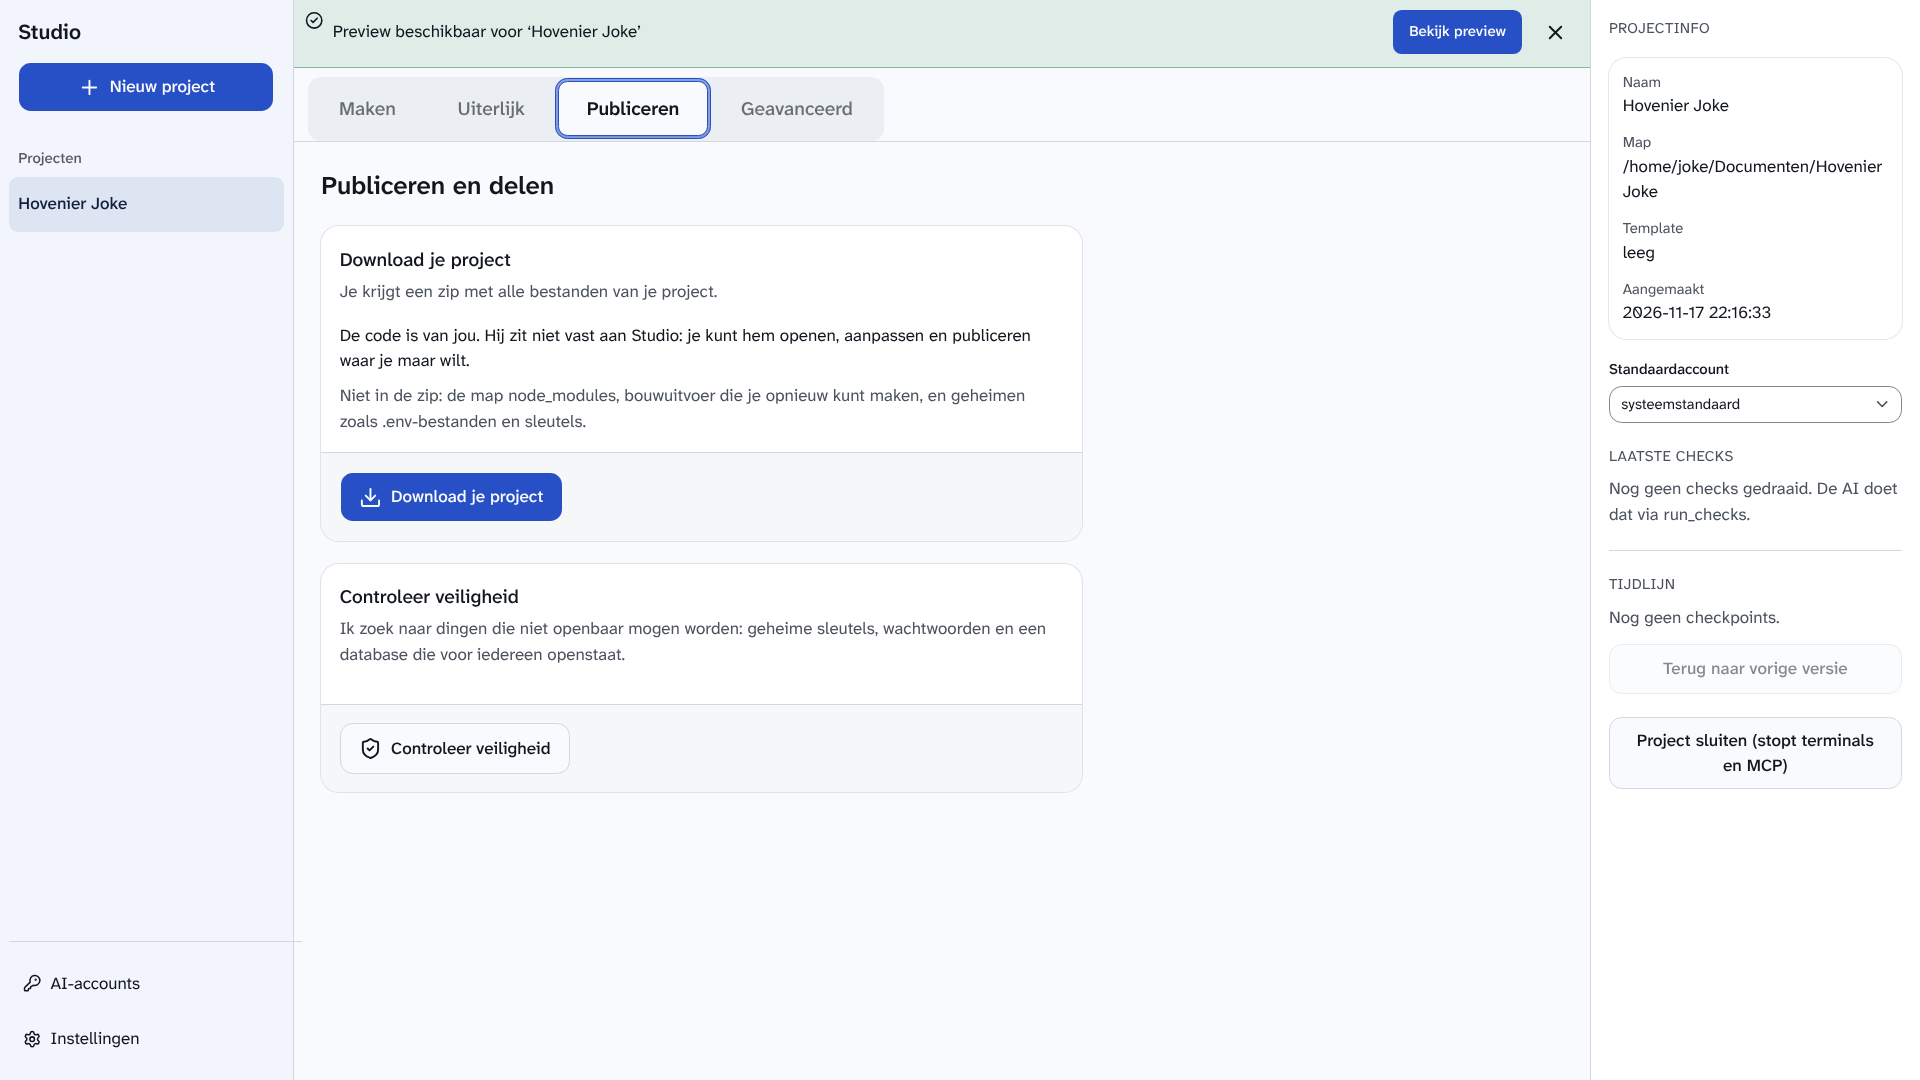 Studio
Nieuw project
Projecten
Hovenier Joke
AI-accounts
Instellingen
Preview beschikbaar voor ‘Hovenier Joke’
Bekijk preview
Maken
Uiterlijk
Publiceren
Geavanceerd
Publiceren en delen
Download je project
Je krijgt een zip met alle bestanden van je project.
De code is van jou. Hij zit niet vast aan Studio: je kunt hem openen, aanpassen en publiceren
waar je maar wilt.
Niet in de zip: de map node_modules, bouwuitvoer die je opnieuw kunt maken, en geheimen
zoals .env-bestanden en sleutels.
Download je project
Controleer veiligheid
Ik zoek naar dingen die niet openbaar mogen worden: geheime sleutels, wachtwoorden en een
database die voor iedereen openstaat.
Controleer veiligheid
PROJECTINFO
Naam
Hovenier Joke
Map
/home/joke/Documenten/Hovenier
Joke
Template
leeg
Aangemaakt
2026-11-17 22:16:33
Standaardaccount
systeemstandaard
LAATSTE CHECKS
Nog geen checks gedraaid. De AI doet
dat via run_checks.
TIJDLIJN
Nog geen checkpoints.
Terug naar vorige versie
Project sluiten (stopt terminals
en MCP)